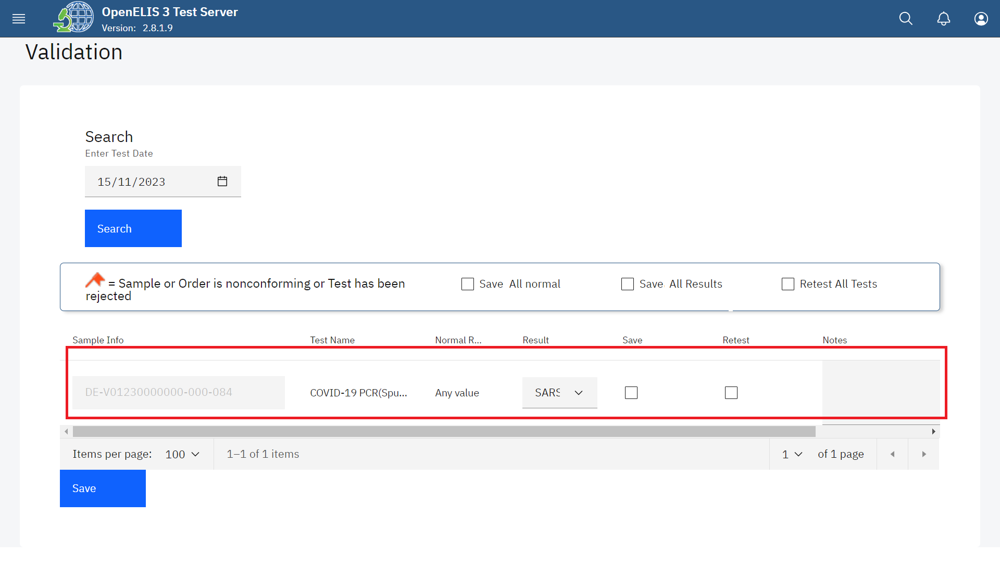 OpenELIS 3 Test Server
Version: 2.8.1.9
Validation
Search
Enter Test Date
15/11/2023
Search
= Sample or Order is nonconforming or Test has been
rejected
Save All normal
Save All Results
Retest All Tests
Sample Info Test Name Normal R... Result Save Retest Notes
DE-V01230000000-000-084 COVID-19 PCR(Spu... Any value SARS
Items per page: 100 1–1 of 1 items 1 of 1 page
Save